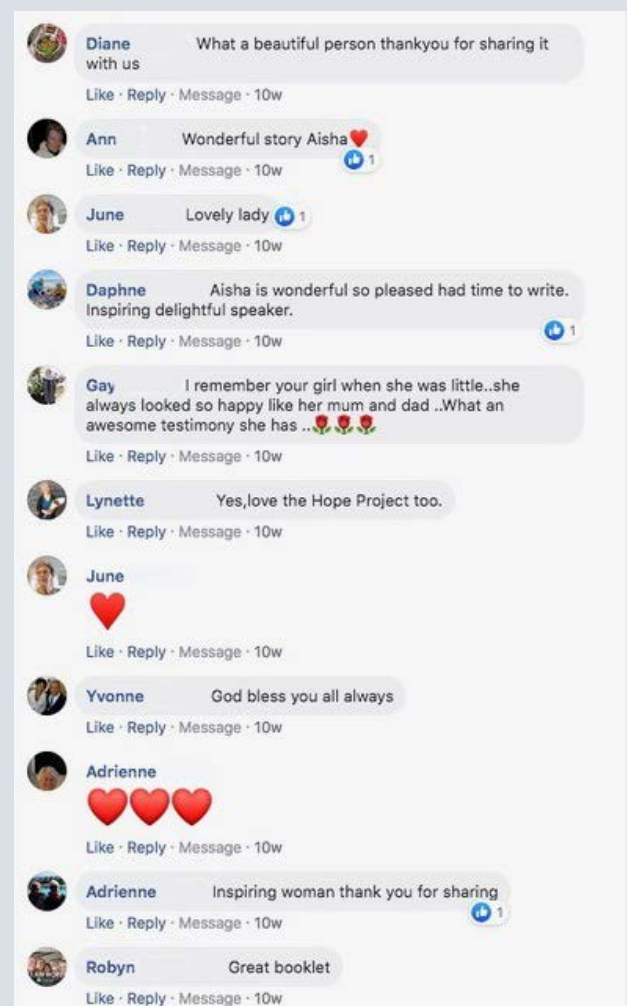 Diane What a beautiful person thankyou for sharing it
with us
Like · Reply · Message · 10w
Ann Wonderful story Aisha❤️
1
Like · Reply · Message · 10w
June Lovely lady 1
Like · Reply · Message · 10w
Daphne Aisha is wonderful so pleased had time to write.
Inspiring delightful speaker.
1
Like · Reply · Message · 10w
Gay I remember your girl when she was little..she
always looked so happy like her mum and dad ..What an
awesome testimony she has ..🌹🌹🌹
Like · Reply · Message · 10w
Lynette Yes,love the Hope Project too.
Like · Reply · Message · 10w
June
❤️
Like · Reply · Message · 10w
Yvonne God bless you all always
Like · Reply · Message · 10w
Adrienne
❤️❤️❤️
Like · Reply · Message · 10w
Adrienne Inspiring woman thank you for sharing
1
Like · Reply · Message · 10w
Robyn Great booklet
Like · Reply · Message · 10w